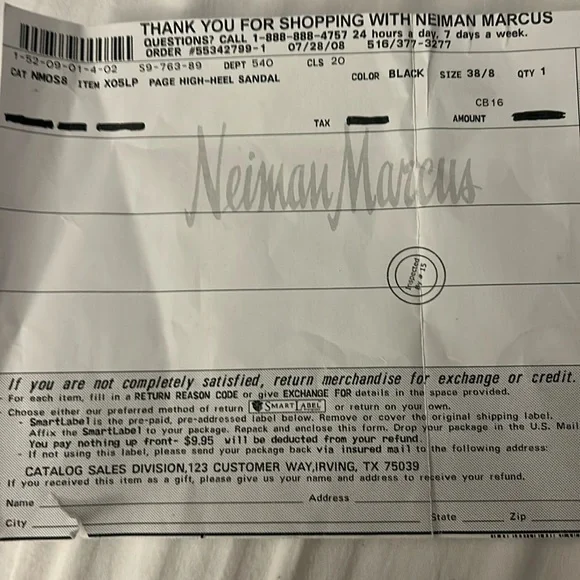 THANK YOU FOR SHOPPING WITH NEIMAN MARCUS
QUESTIONS? CALL 1-888-888-4757 24 hours a day, 7 days a week.
ORDER #55342799-1 07/28/08 516/377-3277
1-52-09-01-4-02 S9-763-89 DEPT 540 CLS 20
CAT NMOS8 ITEM X05LP PAGE HIGH-HEEL SANDAL COLOR BLACK SIZE 38/8 QTY 1
CB16
TAX AMOUNT
Neiman Marcus
Inspected
By # 15
If you are not completely satisfied, return merchandise for exchange or credit.
- For each item, fill in a RETURN REASON CODE or give EXCHANGE FOR details in the space provided.
- Choose either our preferred method of return SMART LABEL or return on your own.
- SmartLabel is the pre-paid, pre-addressed label below. Remove or cover the original shipping label.
Affix the SmartLabel to your package. Repack and enclose this form. Drop your package in the U.S. Mail
You pay nothing up front- $9.95 will be deducted from your refund.
- If not using this label, please send your package back via insured mail to the following address:
CATALOG SALES DIVISION,123 CUSTOMER WAY,IRVING, TX 75039
If you received this item as a gift, please give us your name and address to receive your refund.
Name Address
City State Zip